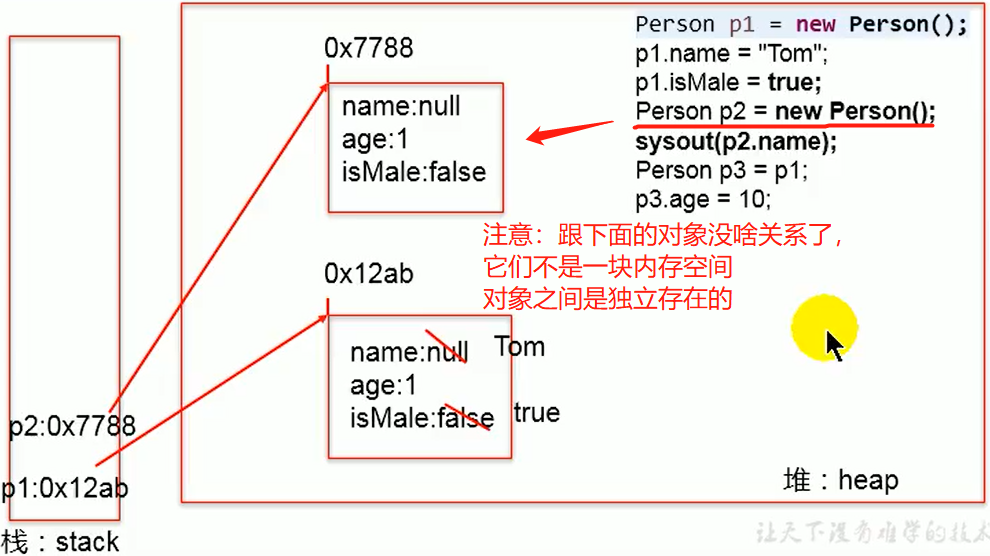 Person p1 = new Person();
p1.name = "Tom";
p1.isMale = true;
Person p2 = new Person();
sysout(p2.name);
Person p3 = p1;
p3.age = 10;
0x7788
name:null
age:1
isMale:false
注意：跟下面的对象没啥关系了，
它们不是一块内存空间
对象之间是独立存在的
0x12ab
name:null Tom
age:1
isMale:false true
p2:0x7788
p1:0x12ab
栈：stack
堆：heap
让天下没有难学的技术